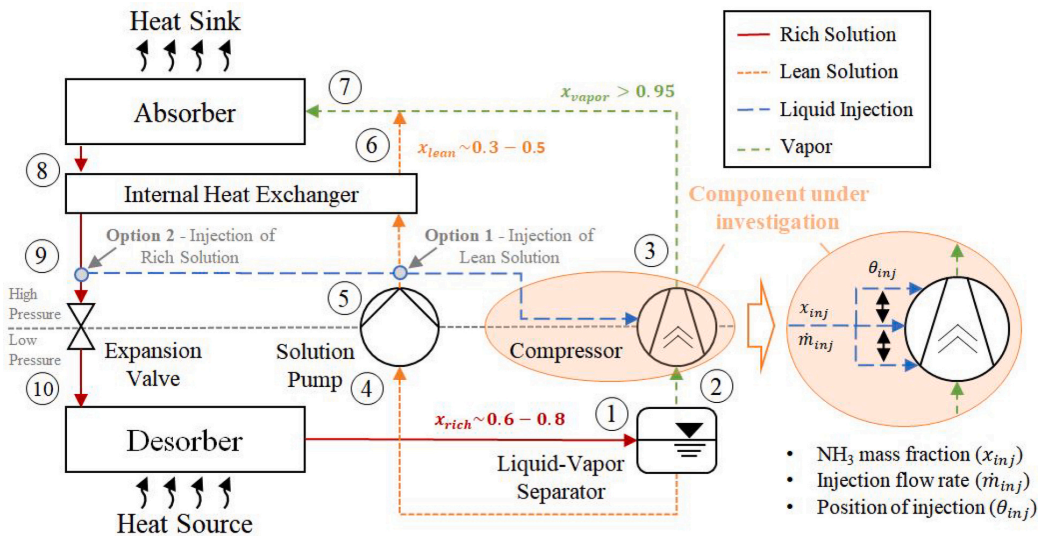 Heat Sink
Absorber
7
x_vapor > 0.95
Rich Solution
Lean Solution
Liquid Injection
Vapor
6
x_lean~0.3 − 0.5
8
Internal Heat Exchanger
Component under
investigation
Option 2 - Injection of
Rich Solution
Option 1 - Injection of
Lean Solution
9
3
High
Pressure
Low
Pressure
5
θ_inj
x_inj
ṁ_inj
Expansion
Valve
Solution
Pump
Compressor
10
4
2
1
x_rich~0.6 − 0.8
Desorber
Liquid-Vapor
Separator
Heat Source
• NH₃ mass fraction (x_inj)
• Injection flow rate (ṁ_inj)
• Position of injection (θ_inj)